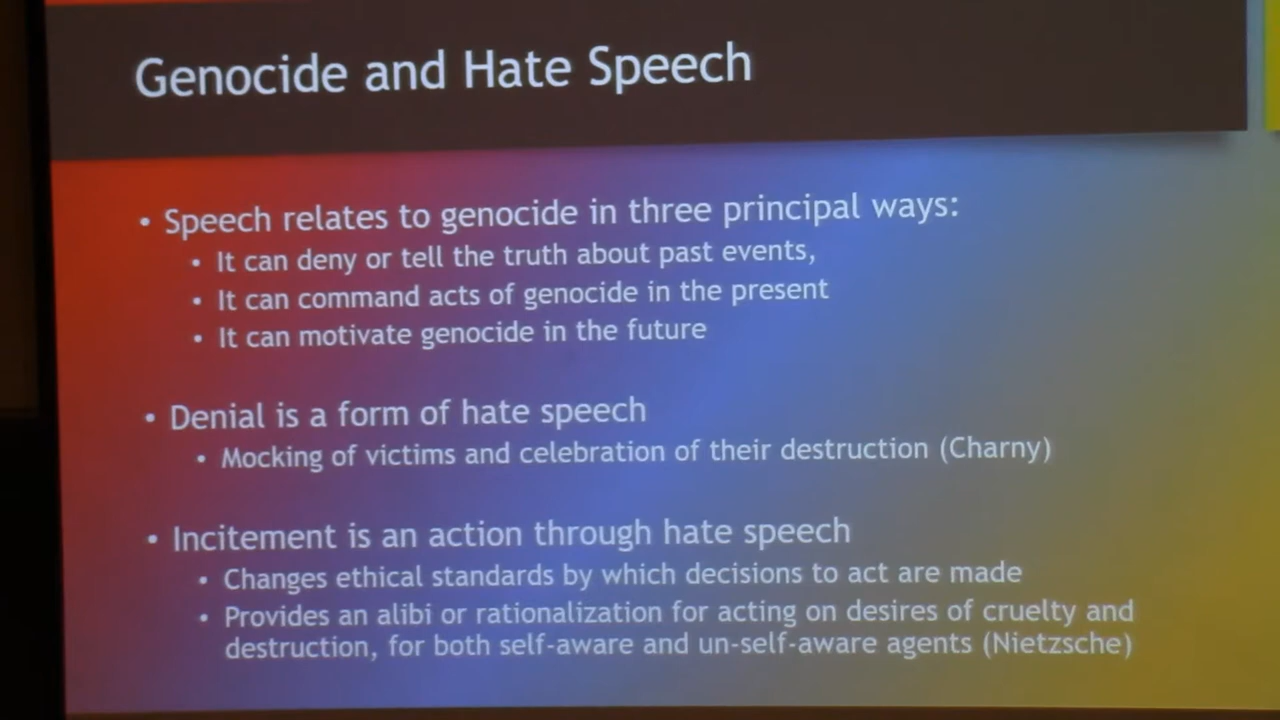 Genocide and Hate Speech
• Speech relates to genocide in three principal ways:
• It can deny or tell the truth about past events,
• It can command acts of genocide in the present
• It can motivate genocide in the future
• Denial is a form of hate speech
• Mocking of victims and celebration of their destruction (Charny)
• Incitement is an action through hate speech
• Changes ethical standards by which decisions to act are made
• Provides an alibi or rationalization for acting on desires of cruelty and
destruction, for both self-aware and un-self-aware agents (Nietzsche)